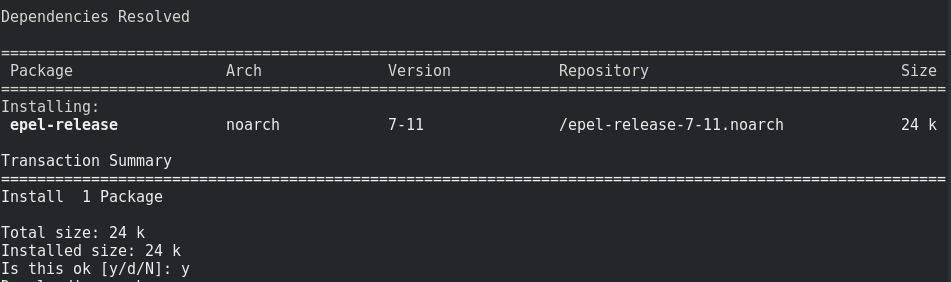 Dependencies Resolved
================================================================================
Package Arch Version Repository Size
================================================================================
Installing:
epel-release noarch 7-11 /epel-release-7-11.noarch 24 k
Transaction Summary
================================================================================
Install 1 Package
Total size: 24 k
Installed size: 24 k
Is this ok [y/d/N]: y